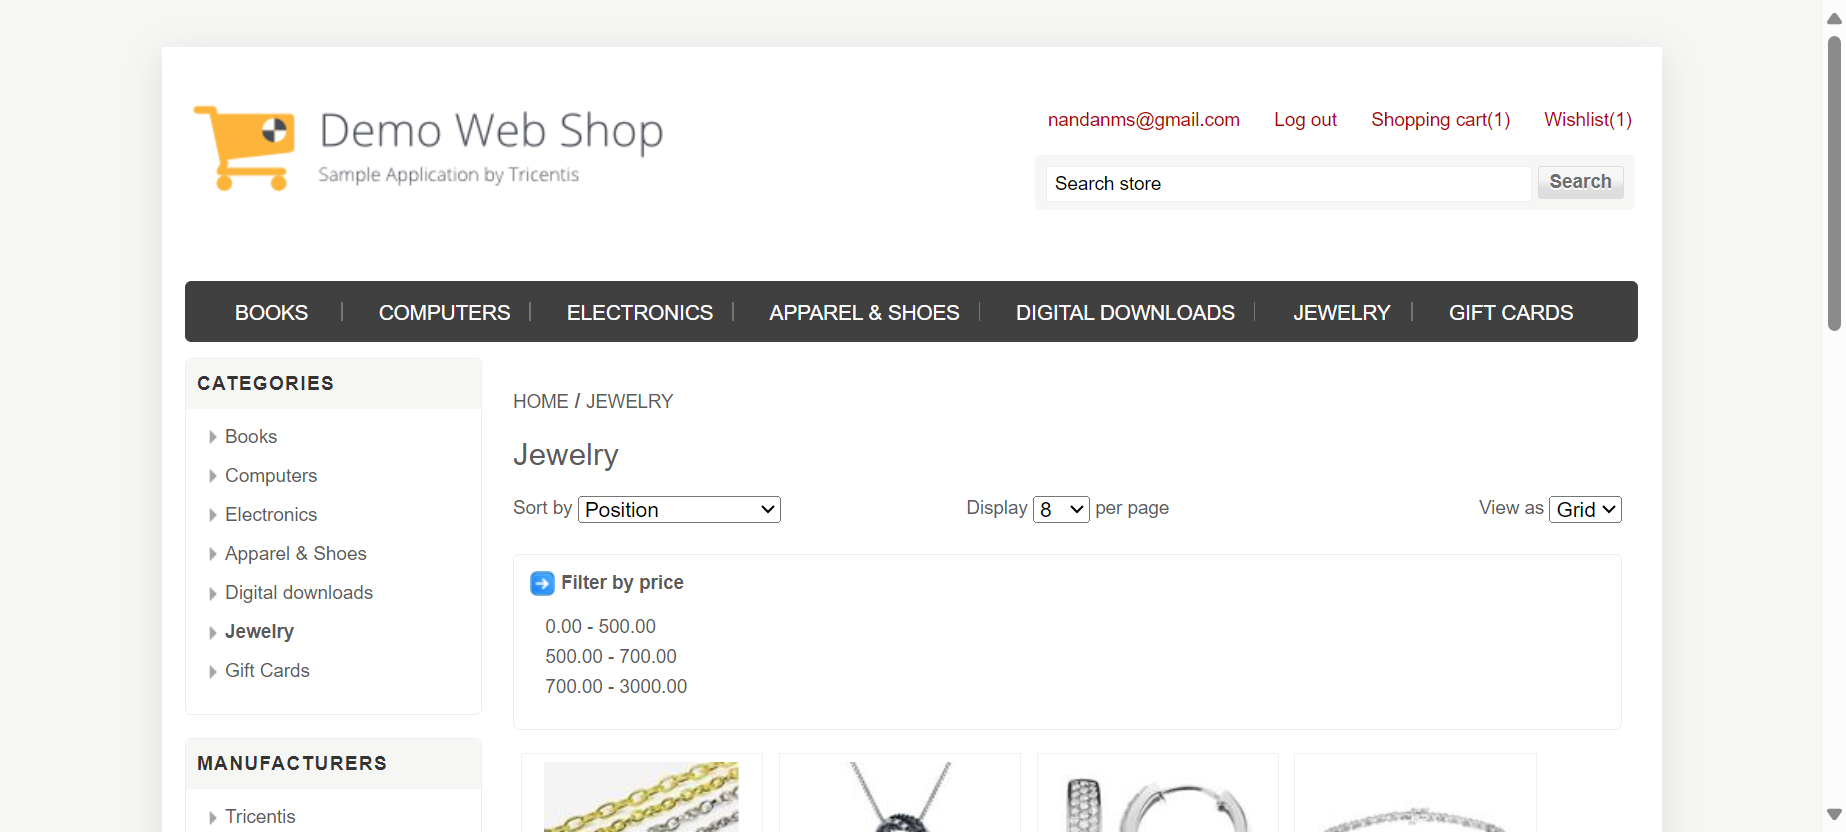 Demo Web Shop
Sample Application by Tricentis
nandanms@gmail.com Log out Shopping cart(1) Wishlist(1)
Search store Search
BOOKS COMPUTERS ELECTRONICS APPAREL & SHOES DIGITAL DOWNLOADS JEWELRY GIFT CARDS
CATEGORIES
Books
Computers
Electronics
Apparel & Shoes
Digital downloads
Jewelry
Gift Cards
MANUFACTURERS
Tricentis
HOME / JEWELRY
Jewelry
Sort by Position Display 8 per page View as Grid
Filter by price
0.00 - 500.00
500.00 - 700.00
700.00 - 3000.00